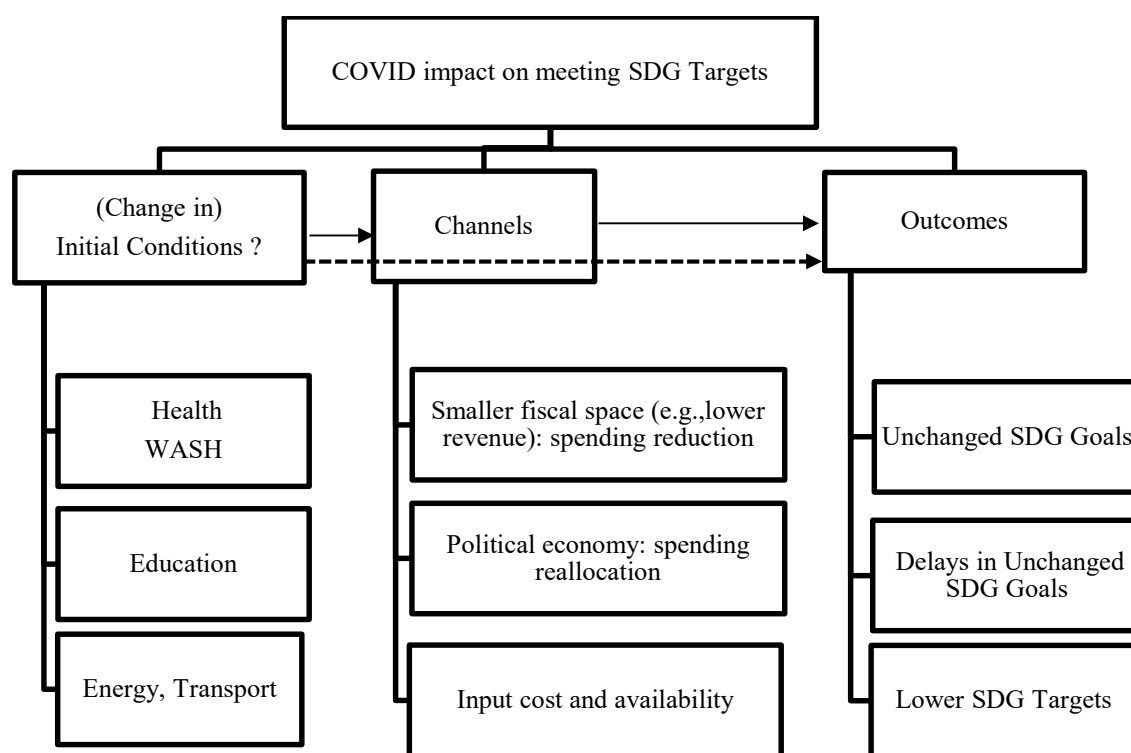 COVID impact on meeting SDG Targets
(Change in)
Initial Conditions ?
Channels
Outcomes
Health
WASH
Education
Energy, Transport
Smaller fiscal space (e.g.,lower
revenue): spending reduction
Political economy: spending
reallocation
Input cost and availability
Unchanged SDG Goals
Delays in Unchanged
SDG Goals
Lower SDG Targets